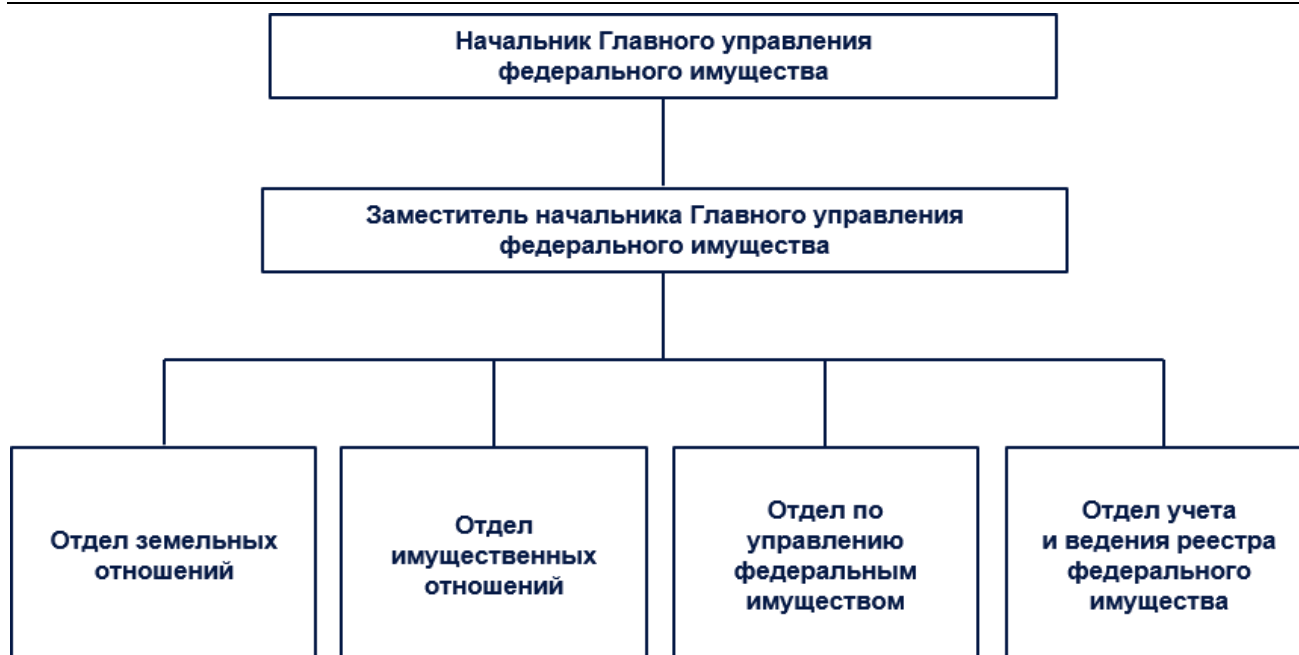 Начальник Главного управления
федерального имущества
Заместитель начальника Главного управления
федерального имущества
Отдел земельных
отношений
Отдел
имущественных
отношений
Отдел по
управлению
федеральным
имуществом
Отдел учета
и ведения реестра
федерального
имущества